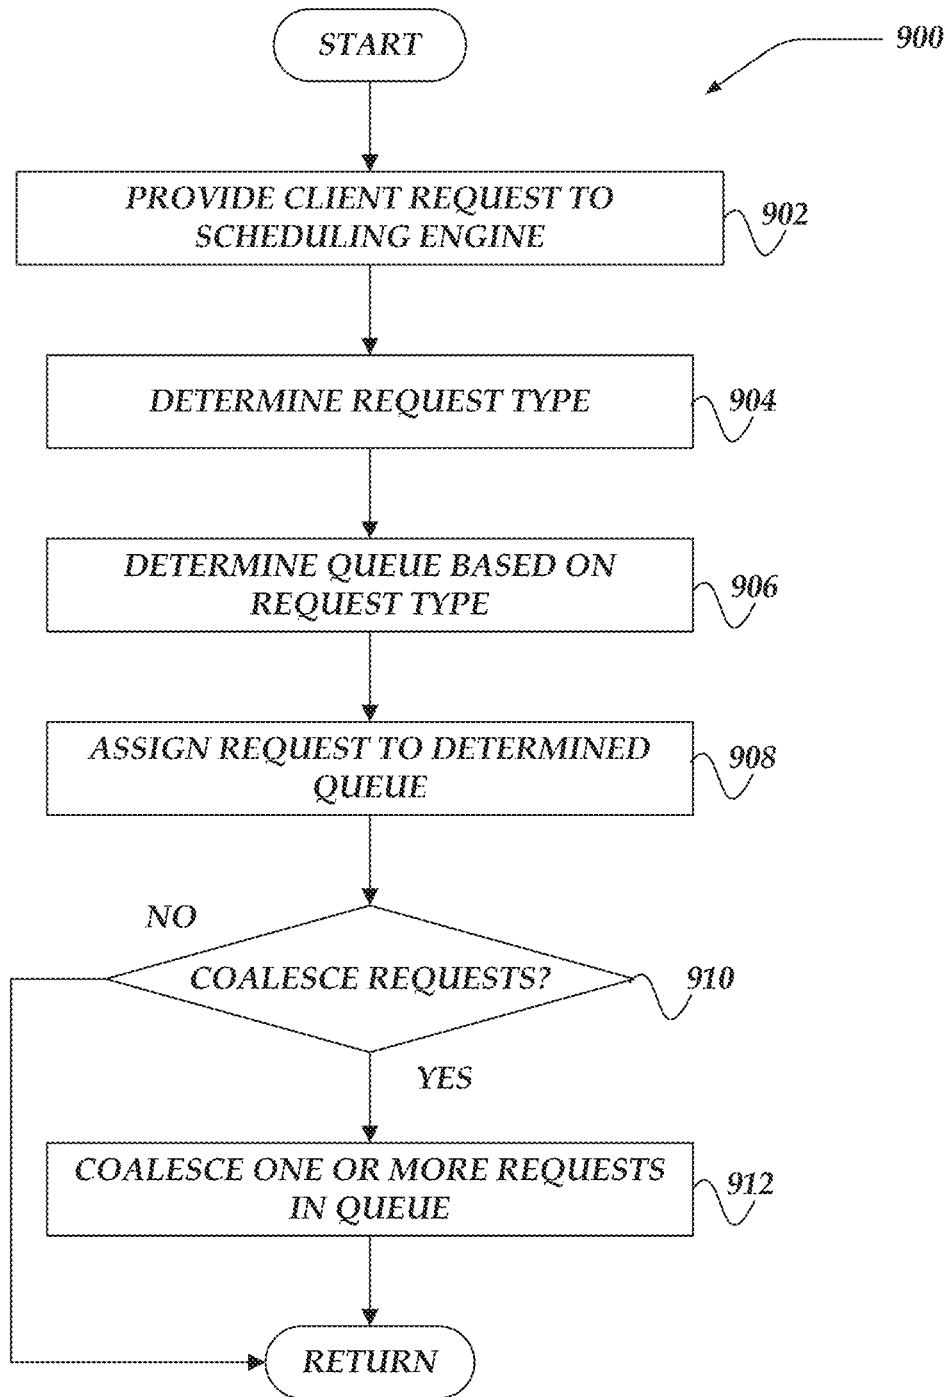 START
900
PROVIDE CLIENT REQUEST TO
SCHEDULING ENGINE
902
DETERMINE REQUEST TYPE
904
DETERMINE QUEUE BASED ON
REQUEST TYPE
906
ASSIGN REQUEST TO DETERMINED
QUEUE
908
NO
COALESCE REQUESTS?
910
YES
COALESCE ONE OR MORE REQUESTS
IN QUEUE
912
RETURN